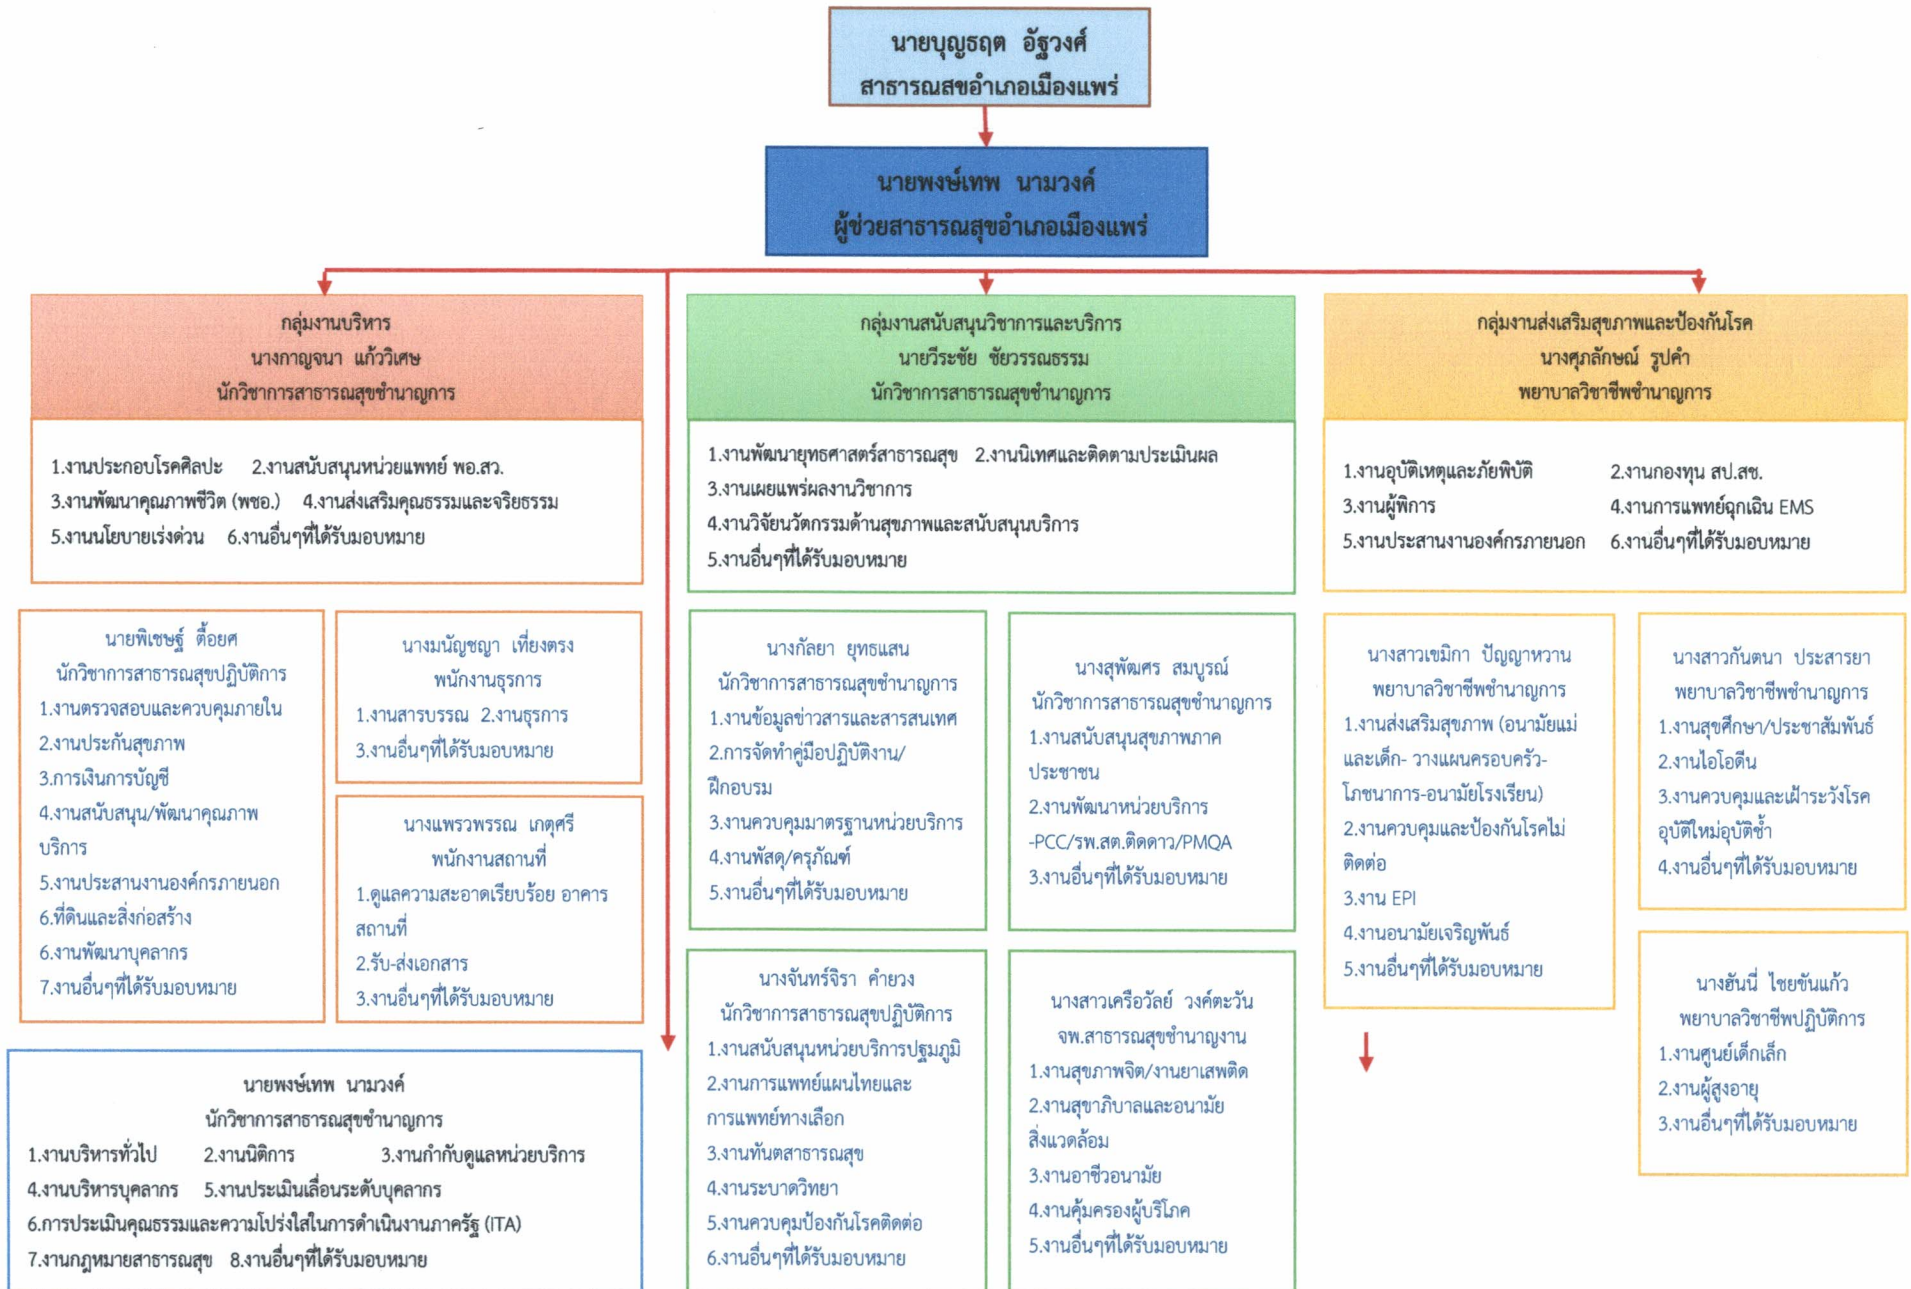 นายบุญธฤต  อัฐวงศ์
สาธารณสขอำเภอเมืองแพร่
นายพงษ์เทพ  นามวงค์
ผู้ช่วยสาธารณสุขอำเภอเมืองแพร่
กลุ่มงานบริหาร
นางกาญจนา  แก้ววิเศษ
นักวิชาการสาธารณสุขชำนาญการ
1.งานประกอบโรคศิลปะ  2.งานสนับสนุนหน่วยแพทย์ พอ.สว.
3.งานพัฒนาคุณภาพชีวิต (พชอ.)  4.งานส่งเสริมคุณธรรมและจริยธรรม
5.งานนโยบายเร่งด่วน  6.งานอื่นๆที่ได้รับมอบหมาย
กลุ่มงานสนับสนุนวิชาการและบริการ
นายวีระชัย  ชัยวรรณธรรม
นักวิชาการสาธารณสุขชำนาญการ
1.งานพัฒนายุทธศาสตร์สาธารณสุข  2.งานนิเทศและติดตามประเมินผล
3.งานเผยแพร่ผลงานวิชาการ
4.งานวิจัยนวัตกรรมด้านสุขภาพและสนับสนุนบริการ
5.งานอื่นๆที่ได้รับมอบหมาย
กลุ่มงานส่งเสริมสุขภาพและป้องกันโรค
นางศุภลักษณ์  รูปคำ
พยาบาลวิชาชีพชำนาญการ
1.งานอุบัติเหตุและภัยพิบัติ  2.งานกองทุน สป.สช.
3.งานผู้พิการ  4.งานการแพทย์ฉุกเฉิน EMS
5.งานประสานงานองค์กรภายนอก  6.งานอื่นๆที่ได้รับมอบหมาย
นายพิเชษฐ์  ตื้อยศ
นักวิชาการสาธารณสุขปฏิบัติการ
1.งานตรวจสอบและควบคุมภายใน
2.งานประกันสุขภาพ
3.การเงินการบัญชี
4.งานสนับสนุน/พัฒนาคุณภาพ
บริการ
5.งานประสานงานองค์กรภายนอก
6.ที่ดินและสิ่งก่อสร้าง
6.งานพัฒนาบุคลากร
7.งานอื่นๆที่ได้รับมอบหมาย
นางมนัญชญา  เที่ยงตรง
พนักงานธุรการ
1.งานสารบรรณ  2.งานธุรการ
3.งานอื่นๆที่ได้รับมอบหมาย
นางแพรวพรรณ  เกตุศรี
พนักงานสถานที่
1.ดูแลความสะอาดเรียบร้อย อาคาร
สถานที่
2.รับ-ส่งเอกสาร
3.งานอื่นๆที่ได้รับมอบหมาย
นายพงษ์เทพ  นามวงค์
นักวิชาการสาธารณสุขชำนาญการ
1.งานบริหารทั่วไป  2.งานนิติการ  3.งานกำกับดูแลหน่วยบริการ
4.งานบริหารบุคลากร  5.งานประเมินเลื่อนระดับบุคลากร
6.การประเมินคุณธรรมและความโปร่งใสในการดำเนินงานภาครัฐ (ITA)
7.งานกฎหมายสาธารณสุข  8.งานอื่นๆที่ได้รับมอบหมาย
นางกัลยา  ยุทธแสน
นักวิชาการสาธารณสุขชำนาญการ
1.งานข้อมูลข่าวสารและสารสนเทศ
2.การจัดทำคู่มือปฏิบัติงาน/
ฝึกอบรม
3.งานควบคุมมาตรฐานหน่วยบริการ
4.งานพัสดุ/ครุภัณฑ์
5.งานอื่นๆที่ได้รับมอบหมาย
นางสุพัฒศร  สมบูรณ์
นักวิชาการสาธารณสุขชำนาญการ
1.งานสนับสนุนสุขภาพภาค
ประชาชน
2.งานพัฒนาหน่วยบริการ
-PCC/รพ.สต.ติดดาว/PMQA
3.งานอื่นๆที่ได้รับมอบหมาย
นางจันทร์จิรา  คำยวง
นักวิชาการสาธารณสุขปฏิบัติการ
1.งานสนับสนุนหน่วยบริการปฐมภูมิ
2.งานการแพทย์แผนไทยและ
การแพทย์ทางเลือก
3.งานทันตสาธารณสุข
4.งานระบาดวิทยา
5.งานควบคุมป้องกันโรคติดต่อ
6.งานอื่นๆที่ได้รับมอบหมาย
นางสาวเครือวัลย์  วงค์ตะวัน
จพ.สาธารณสุขชำนาญงาน
1.งานสุขภาพจิต/งานยาเสพติด
2.งานสุขาภิบาลและอนามัย
สิ่งแวดล้อม
3.งานอาชีวอนามัย
4.งานคุ้มครองผู้บริโภค
5.งานอื่นๆที่ได้รับมอบหมาย
นางสาวเขมิกา  ปัญญาหวาน
พยาบาลวิชาชีพชำนาญการ
1.งานส่งเสริมสุขภาพ (อนามัยแม่
และเด็ก- วางแผนครอบครัว-
โภชนาการ-อนามัยโรงเรียน)
2.งานควบคุมและป้องกันโรคไม่
ติดต่อ
3.งาน EPI
4.งานอนามัยเจริญพันธ์
5.งานอื่นๆที่ได้รับมอบหมาย
นางสาวกันตนา  ประสารยา
พยาบาลวิชาชีพชำนาญการ
1.งานสุขศึกษา/ประชาสัมพันธ์
2.งานไอโอดีน
3.งานควบคุมและเฝ้าระวังโรค
อุบัติใหม่อุบัติซ้ำ
4.งานอื่นๆที่ได้รับมอบหมาย
นางฮันนี่  ไชยขันแก้ว
พยาบาลวิชาชีพปฏิบัติการ
1.งานศูนย์เด็กเล็ก
2.งานผู้สูงอายุ
3.งานอื่นๆที่ได้รับมอบหมาย